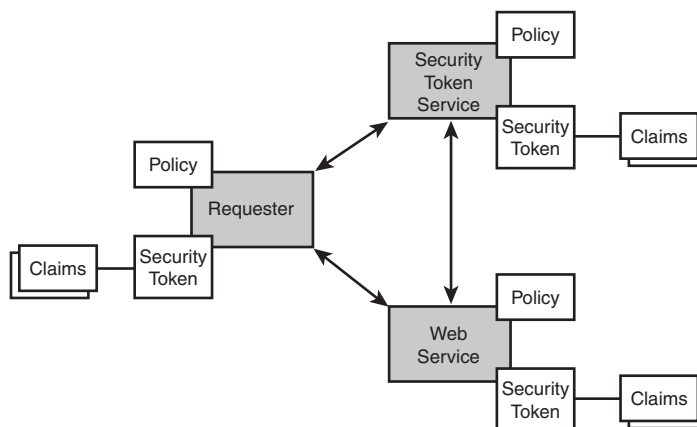 Policy
Security
Token
Service
Security
Token
Claims
Policy
Requester
Claims
Security
Token
Policy
Web
Service
Security
Token
Claims